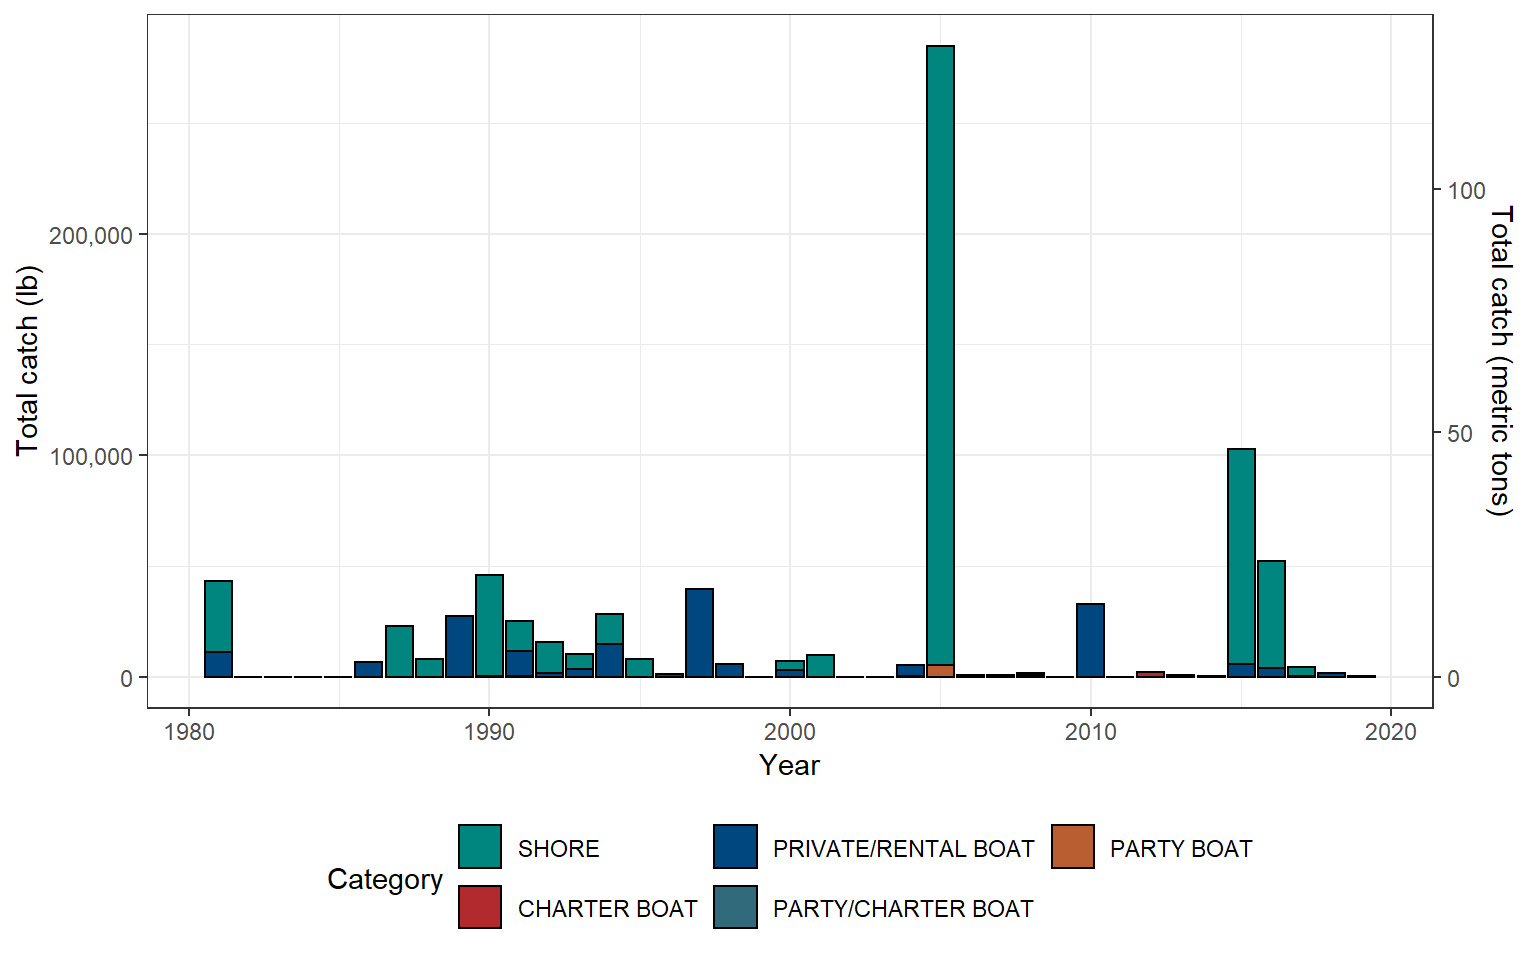 Total catch (lb)
200,000
100,000
0
100
50
0
Total catch (metric tons)
1980 1990 2000 2010 2020
Year
Category
SHORE PRIVATE/RENTAL BOAT PARTY BOAT
CHARTER BOAT PARTY/CHARTER BOAT